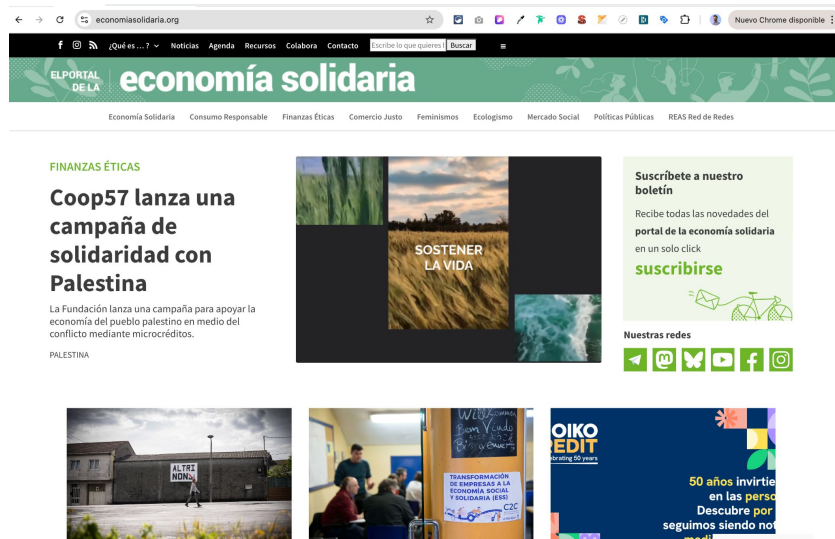 economiasolidaria.org
Nuevo Chrome disponible
¿Qué es ... ? Noticias Agenda Recursos Colabora Contacto Escribe lo que quieres Buscar
EL PORTAL DE LA economía solidaria
Economía Solidaria Consumo Responsable Finanzas Éticas Comercio Justo Feminismos Ecologismo Mercado Social Políticas Públicas REAS Red de Redes
FINANZAS ÉTICAS
Coop57 lanza una
campaña de
solidaridad con
Palestina
La Fundación lanza una campaña para apoyar la
economía del pueblo palestino en medio del
conflicto mediante microcréditos.
PALESTINA
SOSTENER
LA VIDA
Suscríbete a nuestro
boletín
Recibe todas las novedades del
portal de la economía solidaria
en un solo click
suscribirse
Nuestras redes
ALTRI
NON
Willkommen
Bem Vindo
TRANSFORMACIÓN
DE EMPRESAS A LA
ECONOMÍA SOCIAL
Y SOLIDARIA (ESS)
C2C
OIKO
CREDIT
celebrating 50 years
50 años invirtie
en las perso
Descubre por
seguimos siendo not